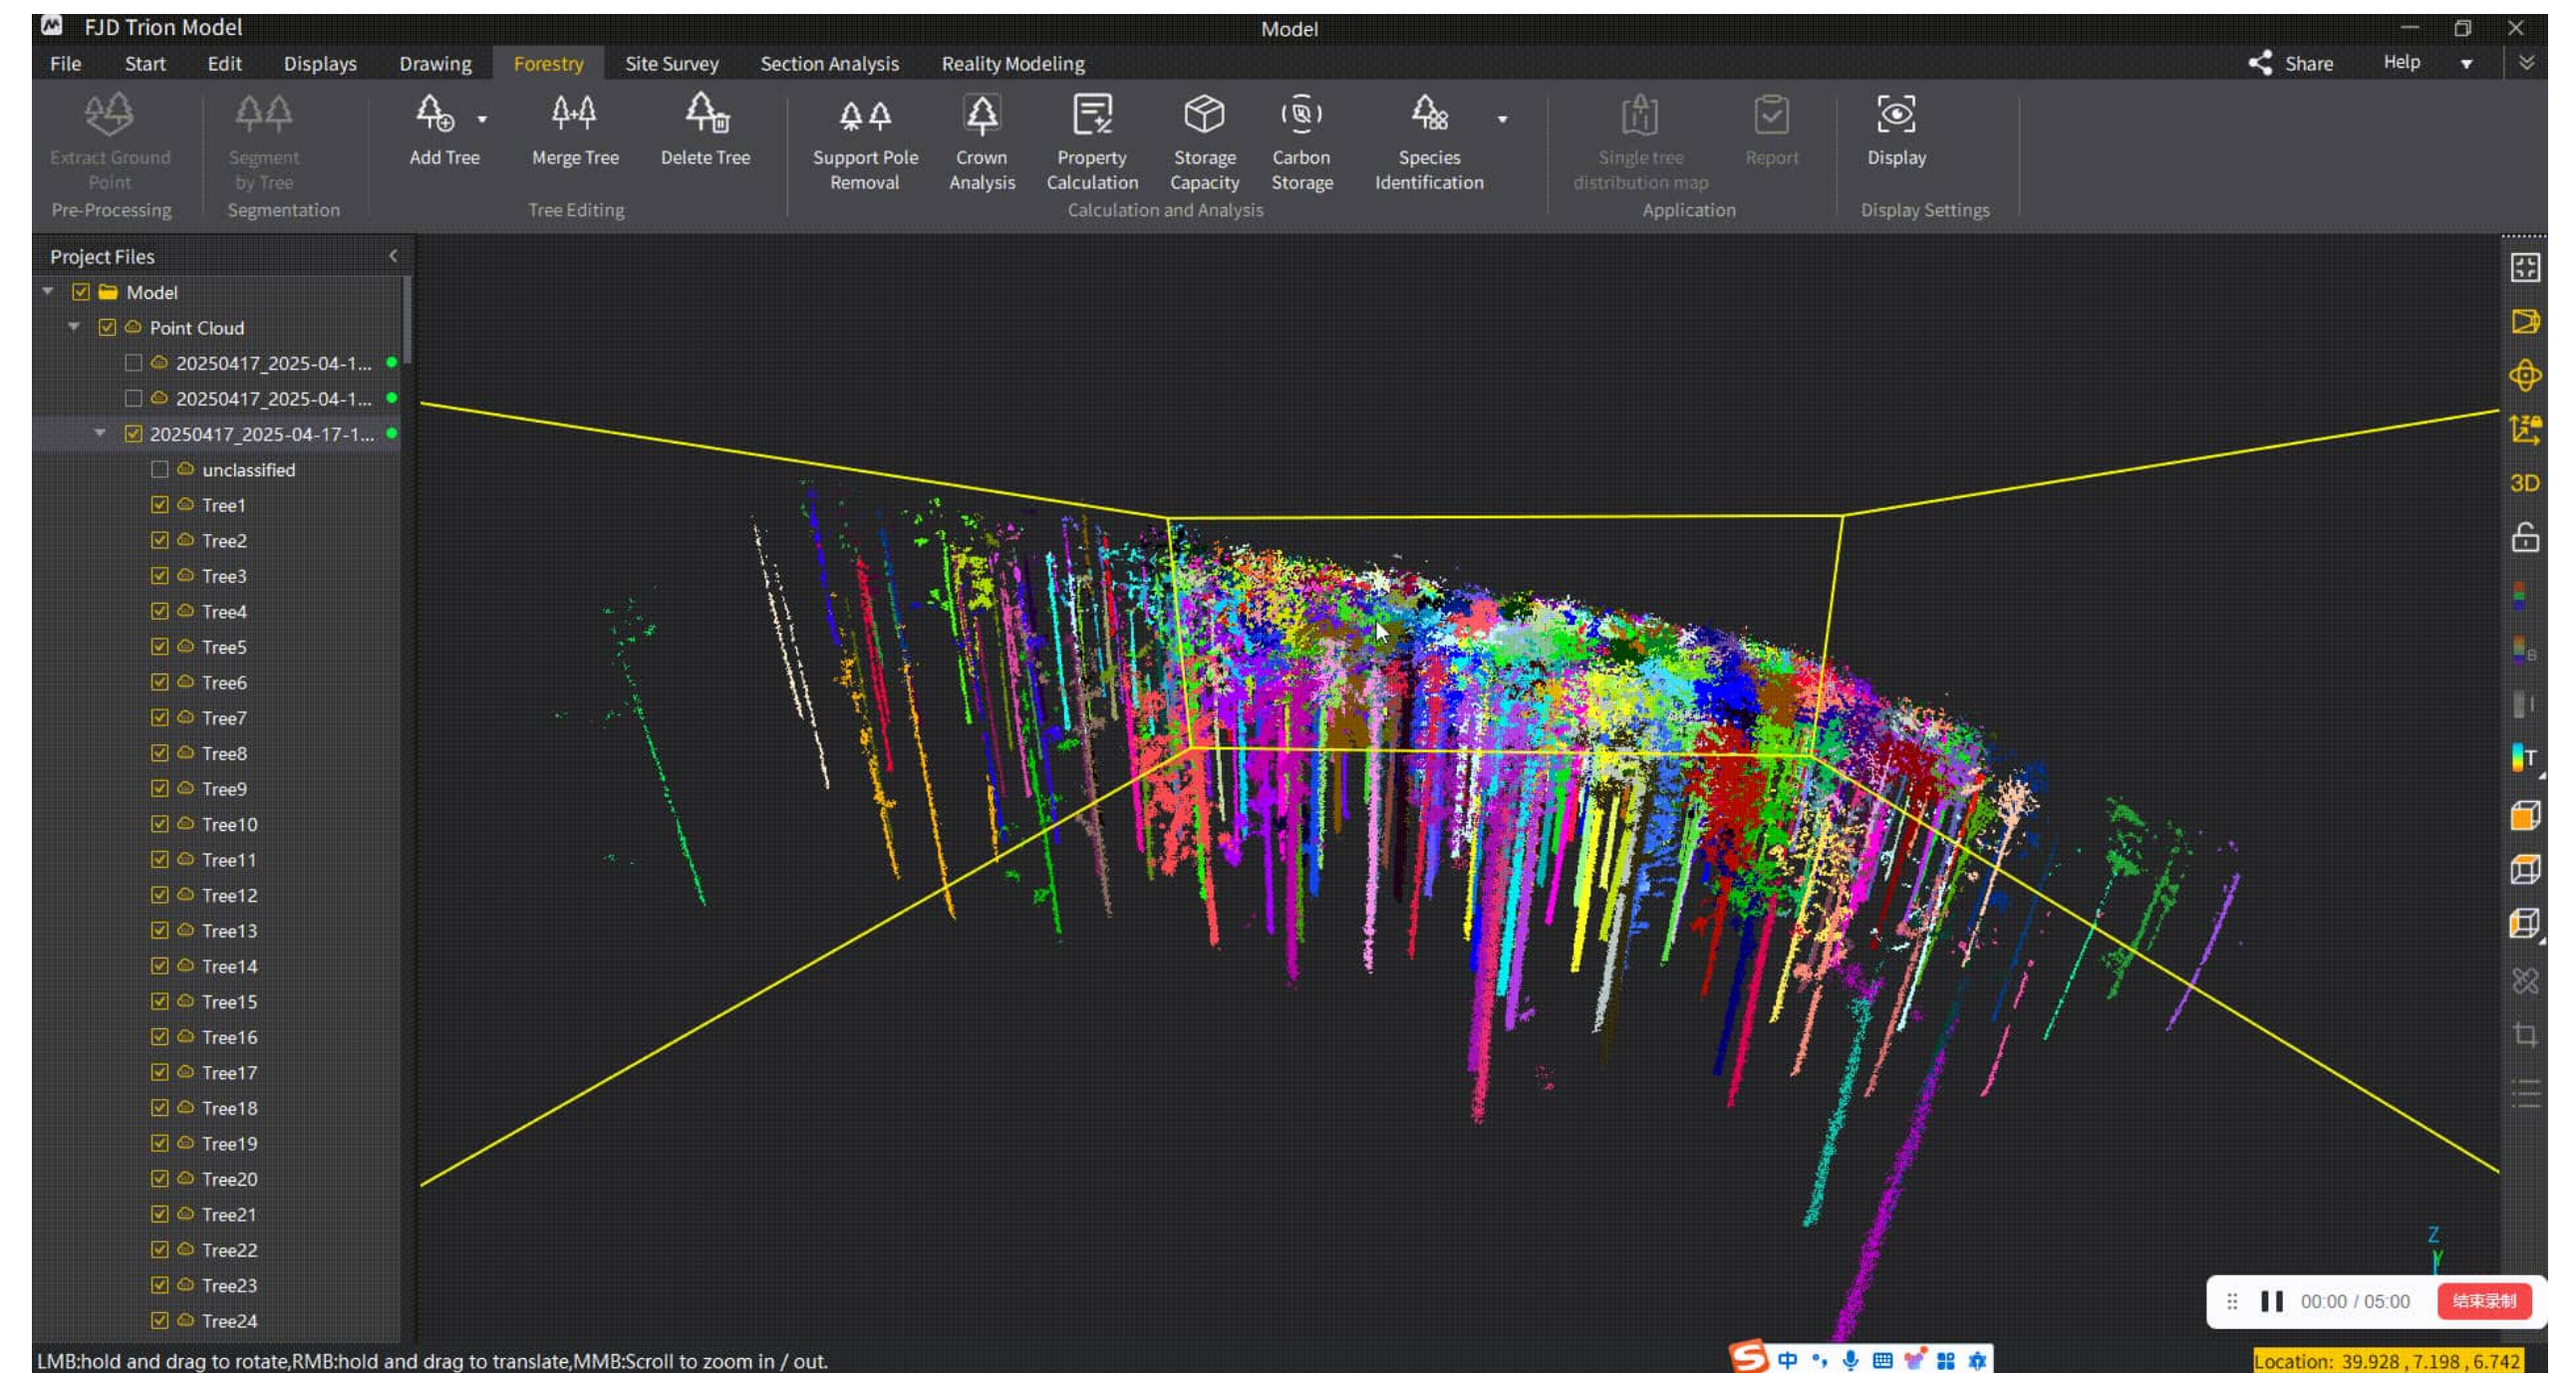 FJD Trion Model
Model
File Start Edit Displays Drawing Forestry Site Survey Section Analysis Reality Modeling Share Help
Extract Ground Point
Segment by Tree
Add Tree
Merge Tree
Delete Tree
Support Pole Removal
Crown Analysis
Property Calculation
Storage Capacity
Carbon Storage
Species Identification
Single tree distribution map
Report
Display
Pre-Processing Segmentation Tree Editing Calculation and Analysis Application Display Settings
Project Files
Model
Point Cloud
20250417_2025-04-1...
20250417_2025-04-1...
20250417_2025-04-17-1...
unclassified
Tree1
Tree2
Tree3
Tree4
Tree5
Tree6
Tree7
Tree8
Tree9
Tree10
Tree11
Tree12
Tree13
Tree14
Tree15
Tree16
Tree17
Tree18
Tree19
Tree20
Tree21
Tree22
Tree23
Tree24
3D
B
I
T
Z
Y
00:00 / 05:00 结束录制
LMB:hold and drag to rotate,RMB:hold and drag to translate,MMB:Scroll to zoom in / out.
中
Location: 39.928 , 7.198 , 6.742